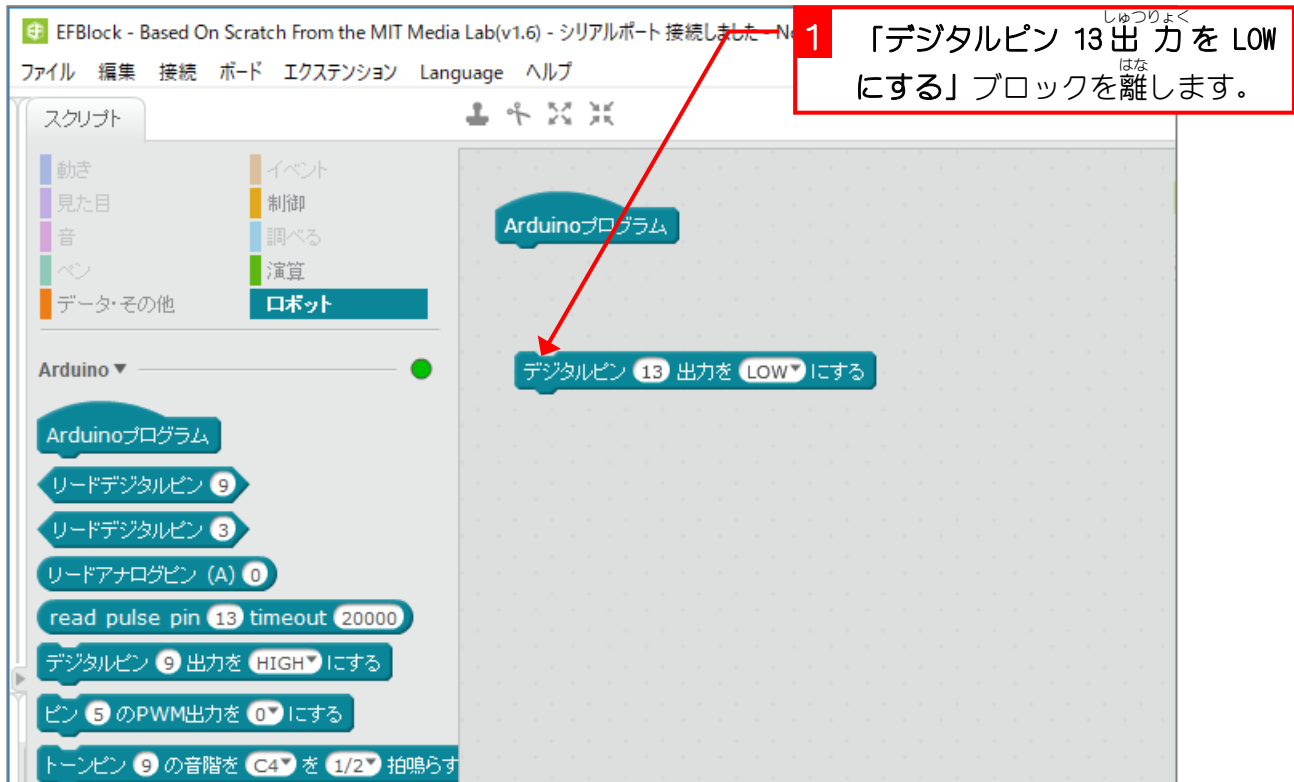 EFBlock - Based On Scratch From the MIT Media Lab(v1.6) - シリアルポート 接続しました - No
1 「デジタルピン 13出力を LOW
しゅつりょく
にする」ブロックを離します。
はな
ファイル 編集 接続 ボード エクステンション Language ヘルプ
スクリプト
動き イベント
見た目 制御
音 調べる
ペン 演算
データ・その他 ロボット
Arduino
Arduinoプログラム
リードデジタルピン 9
リードデジタルピン 3
リードアナログピン (A) 0
read pulse pin 13 timeout 20000
デジタルピン 9 出力を HIGH にする
ピン 5 のPWM出力を 0 にする
トーンピン 9 の音階を C4 を 1/2 拍鳴らす
Arduinoプログラム
デジタルピン 13 出力を LOW にする